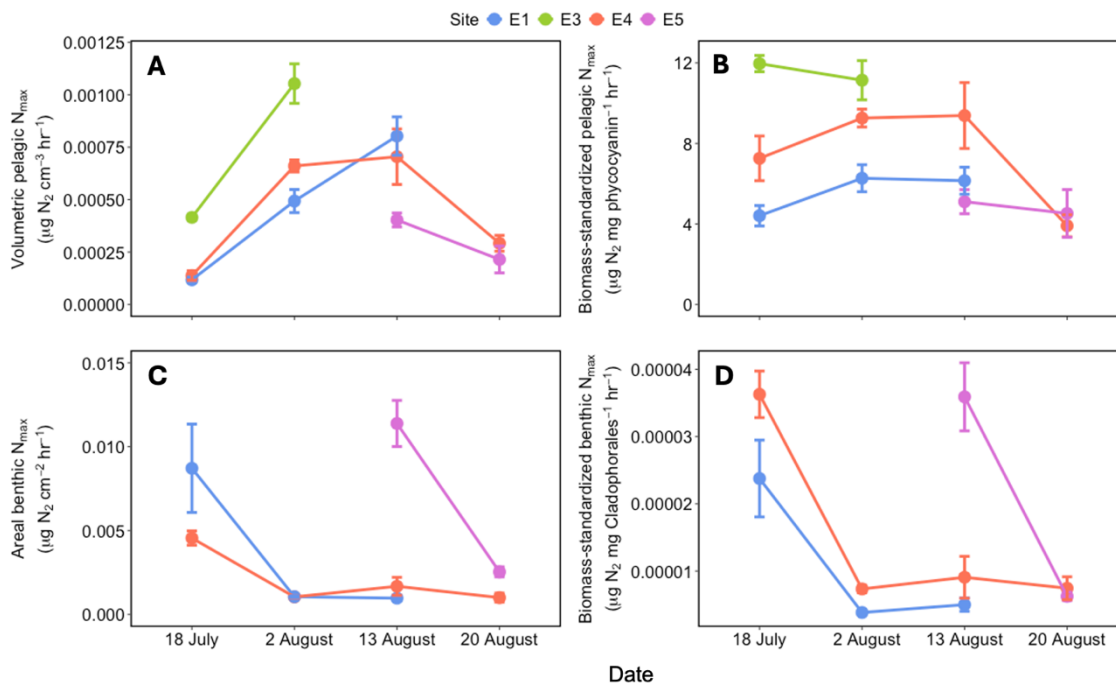 Site E1 E3 E4 E5
A
Volumetric pelagic Nmax
(μg N2 cm−3 hr−1)
0.00125
0.00100
0.00075
0.00050
0.00025
0.00000
B
Biomass-standardized pelagic Nmax
(μg N2 mg phycocyanin−1 hr−1)
12
8
4
0
C
Areal benthic Nmax
(μg N2 cm−2 hr−1)
0.015
0.010
0.005
0.000
18 July 2 August 13 August 20 August
D
Biomass-standardized benthic Nmax
(μg N2 mg Cladophorales−1 hr−1)
0.00004
0.00003
0.00002
0.00001
18 July 2 August 13 August 20 August
Date